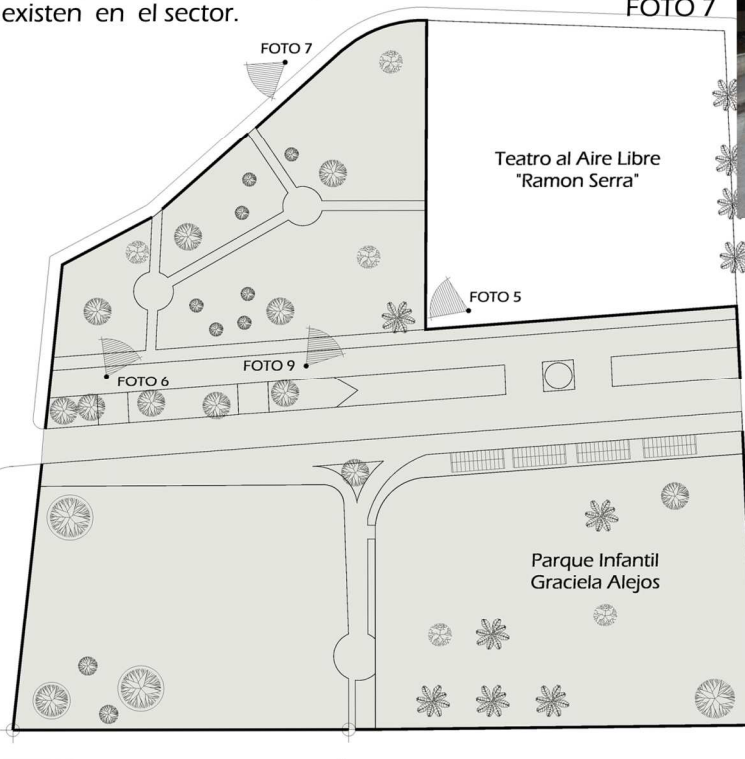 existen en el sector.
FOTO 7
FOTO 7
Teatro al Aire Libre
"Ramon Serra"
FOTO 5
FOTO 9
FOTO 6
Parque Infantil
Graciela Alejos